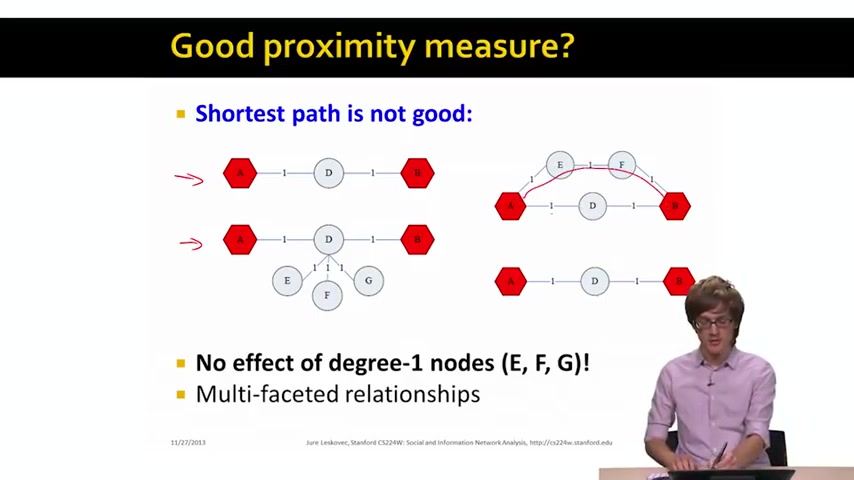 Good proximity measure?
Shortest path is not good:
A 1 D 1 B
E 1 F
1 1
A 1 D 1 B
A 1 D 1 B
1 1 1
E F G
A 1 D 1 B
No effect of degree-1 nodes (E, F, G)!
Multi-faceted relationships
11/27/2013 Jure Leskovec, Stanford CS224W: Social and Information Network Analysis, http://cs224w.stanford.edu